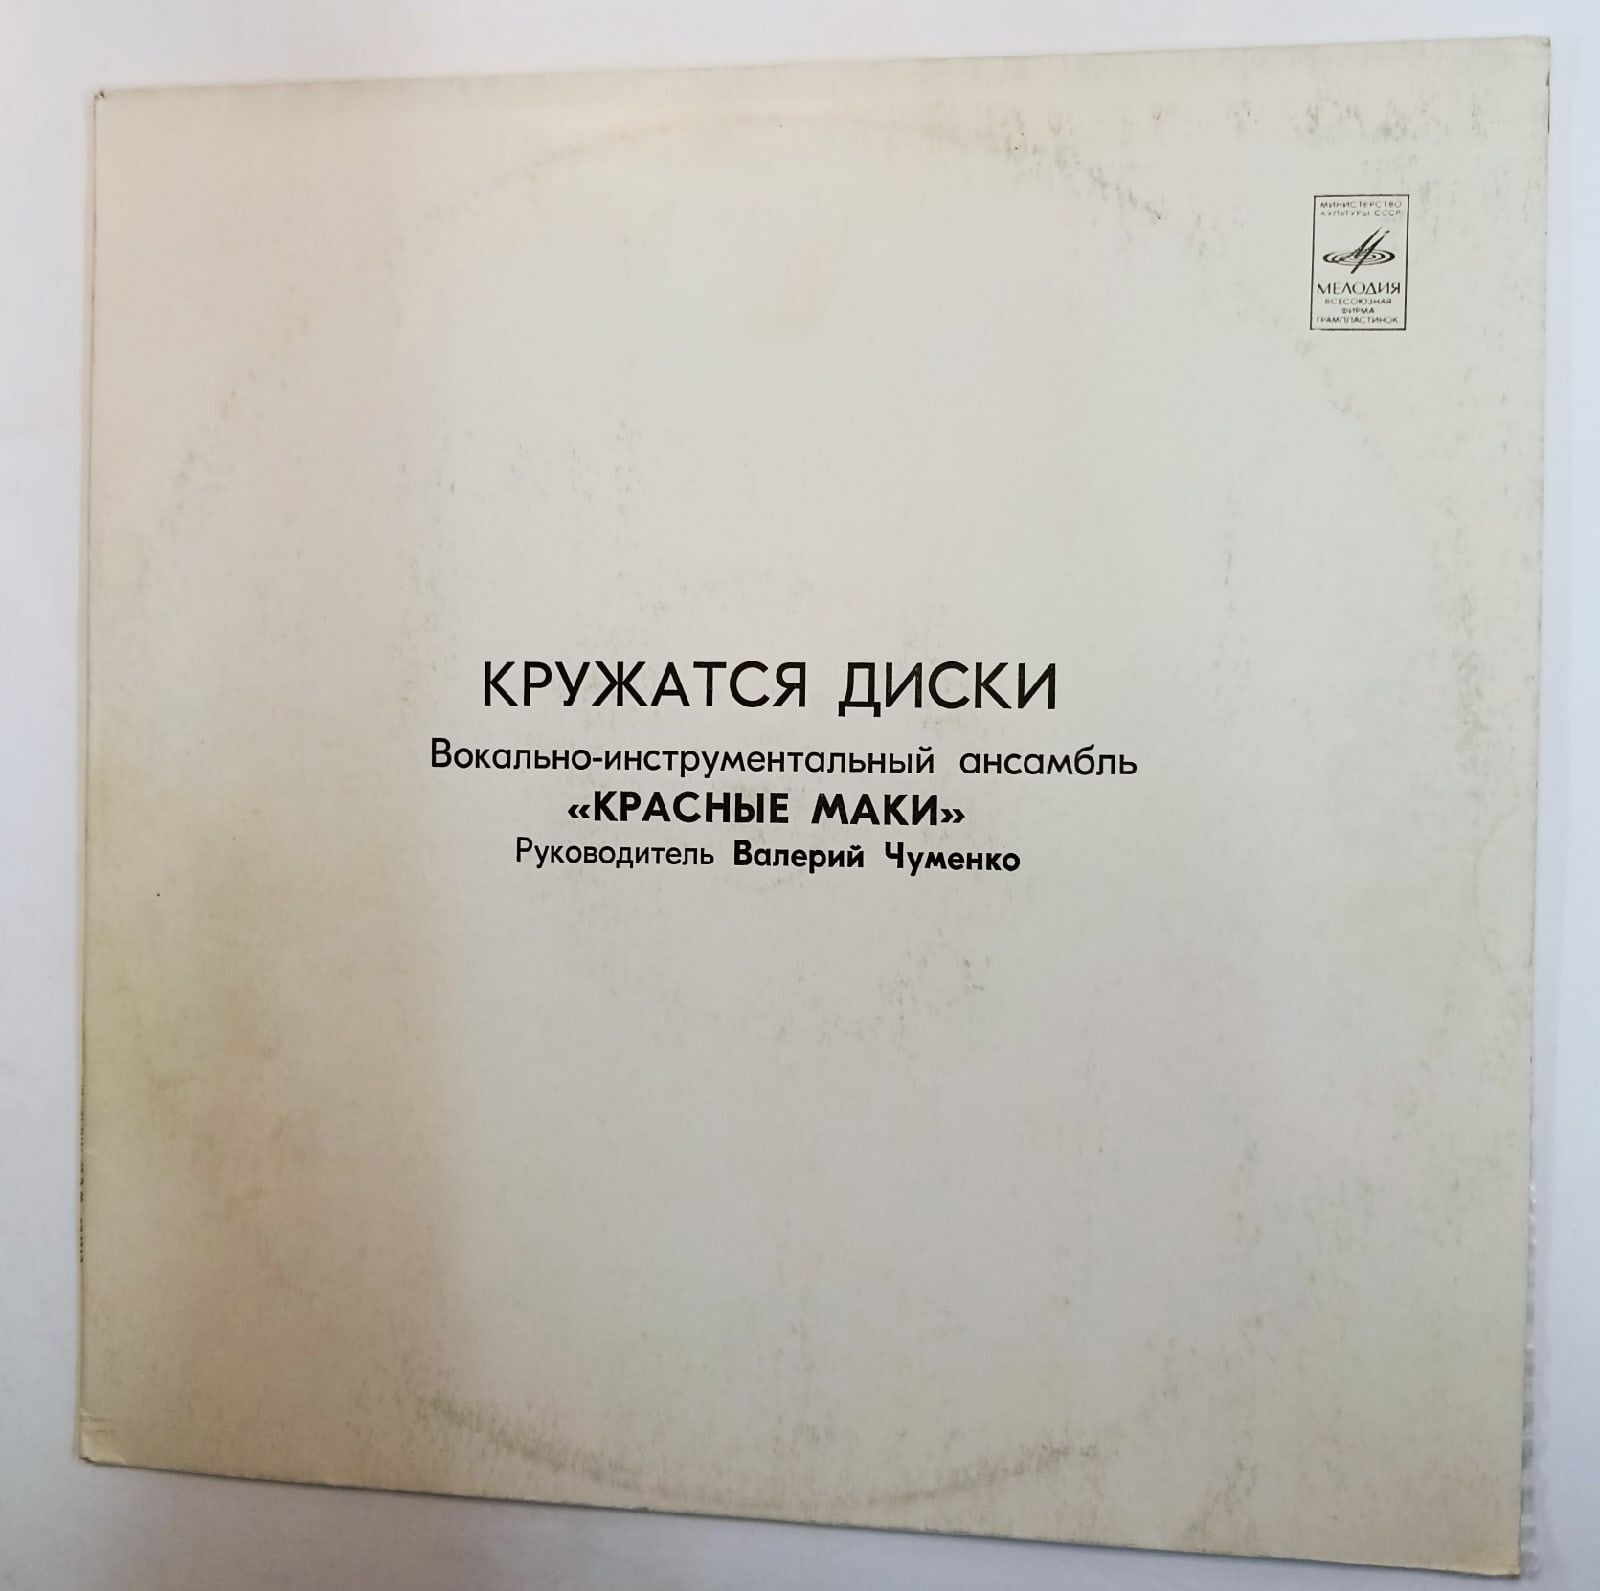 МИНИСТЕРСТВО
КУЛЬТУРЫ СССР
МЕЛОДИЯ
ВСЕСОЮЗНАЯ
ФИРМА
ГРАМПЛАСТИНОК
КРУЖАТСЯ ДИСКИ
Вокально-инструментальный ансамбль
«КРАСНЫЕ МАКИ»
Руководитель Валерий Чуменко